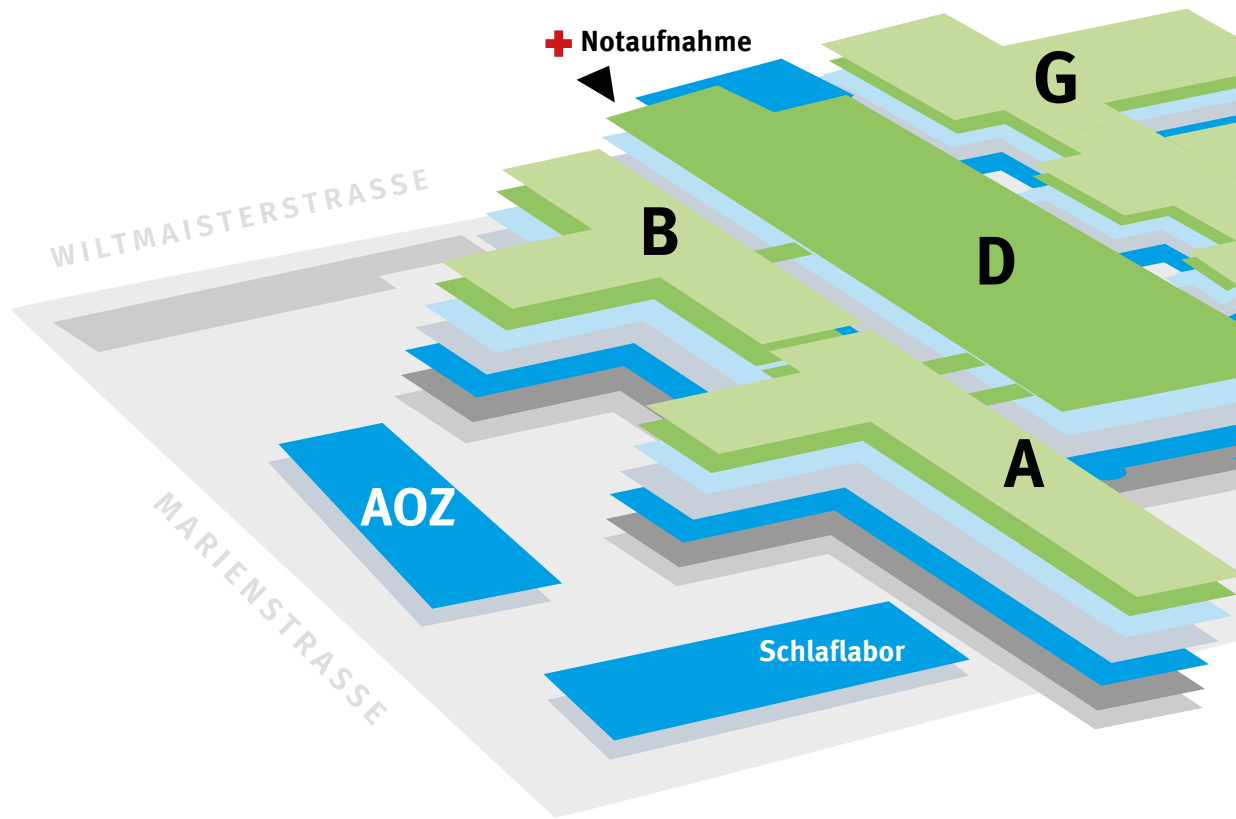 Notaufnahme
G
WILTMAISTERSTRASSE
B
D
A
AOZ
MARIENSTRASSE
Schlaflabor